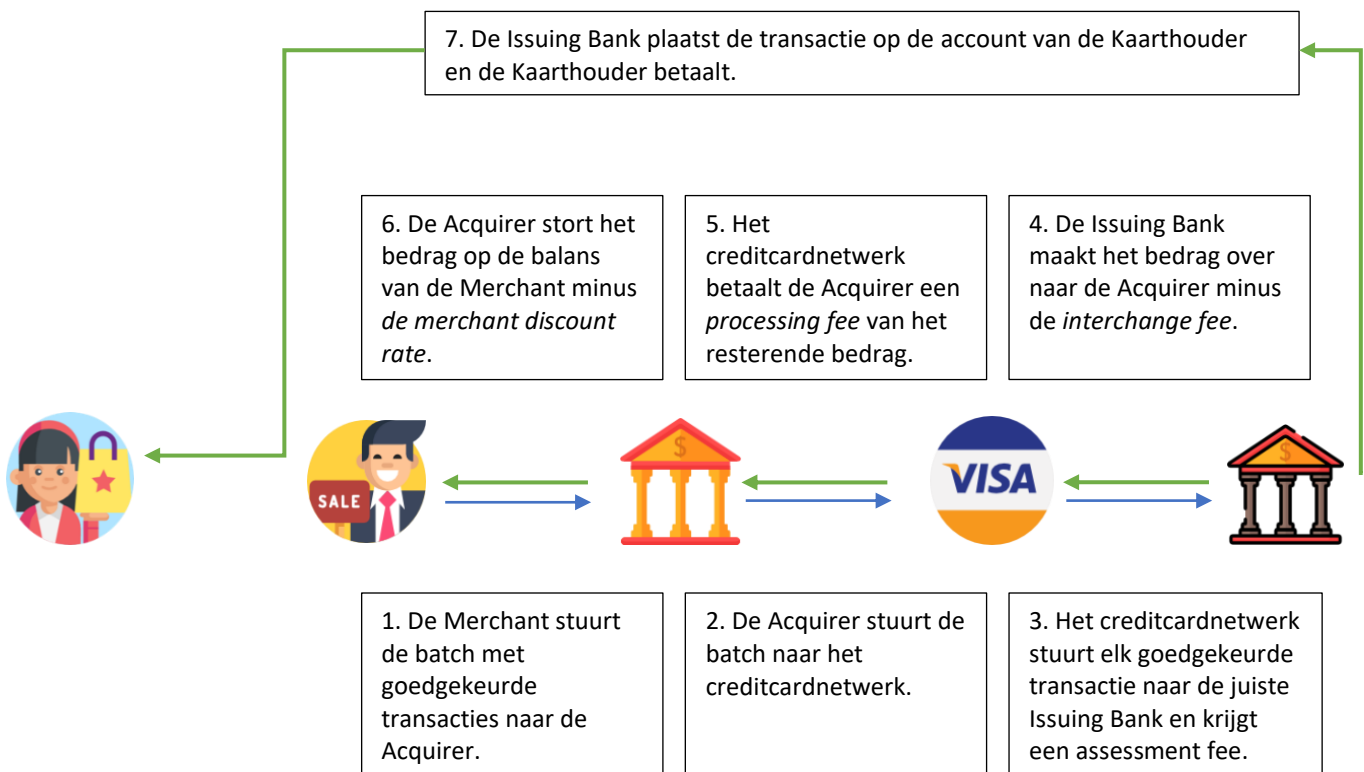 7. De Issuing Bank plaatst de transactie op de account van de Kaarthouder
en de Kaarthouder betaalt.
6. De Acquirer stort het
bedrag op de balans
van de Merchant minus
de merchant discount
rate.
5. Het
creditcardnetwerk
betaalt de Acquirer een
processing fee van het
resterende bedrag.
4. De Issuing Bank
maakt het bedrag over
naar de Acquirer minus
de interchange fee.
SALE
$
VISA
$
1. De Merchant stuurt
de batch met
goedgekeurde
transacties naar de
Acquirer.
2. De Acquirer stuurt de
batch naar het
creditcardnetwerk.
3. Het creditcardnetwerk
stuurt elk goedgekeurde
transactie naar de juiste
Issuing Bank en krijgt
een assessment fee.